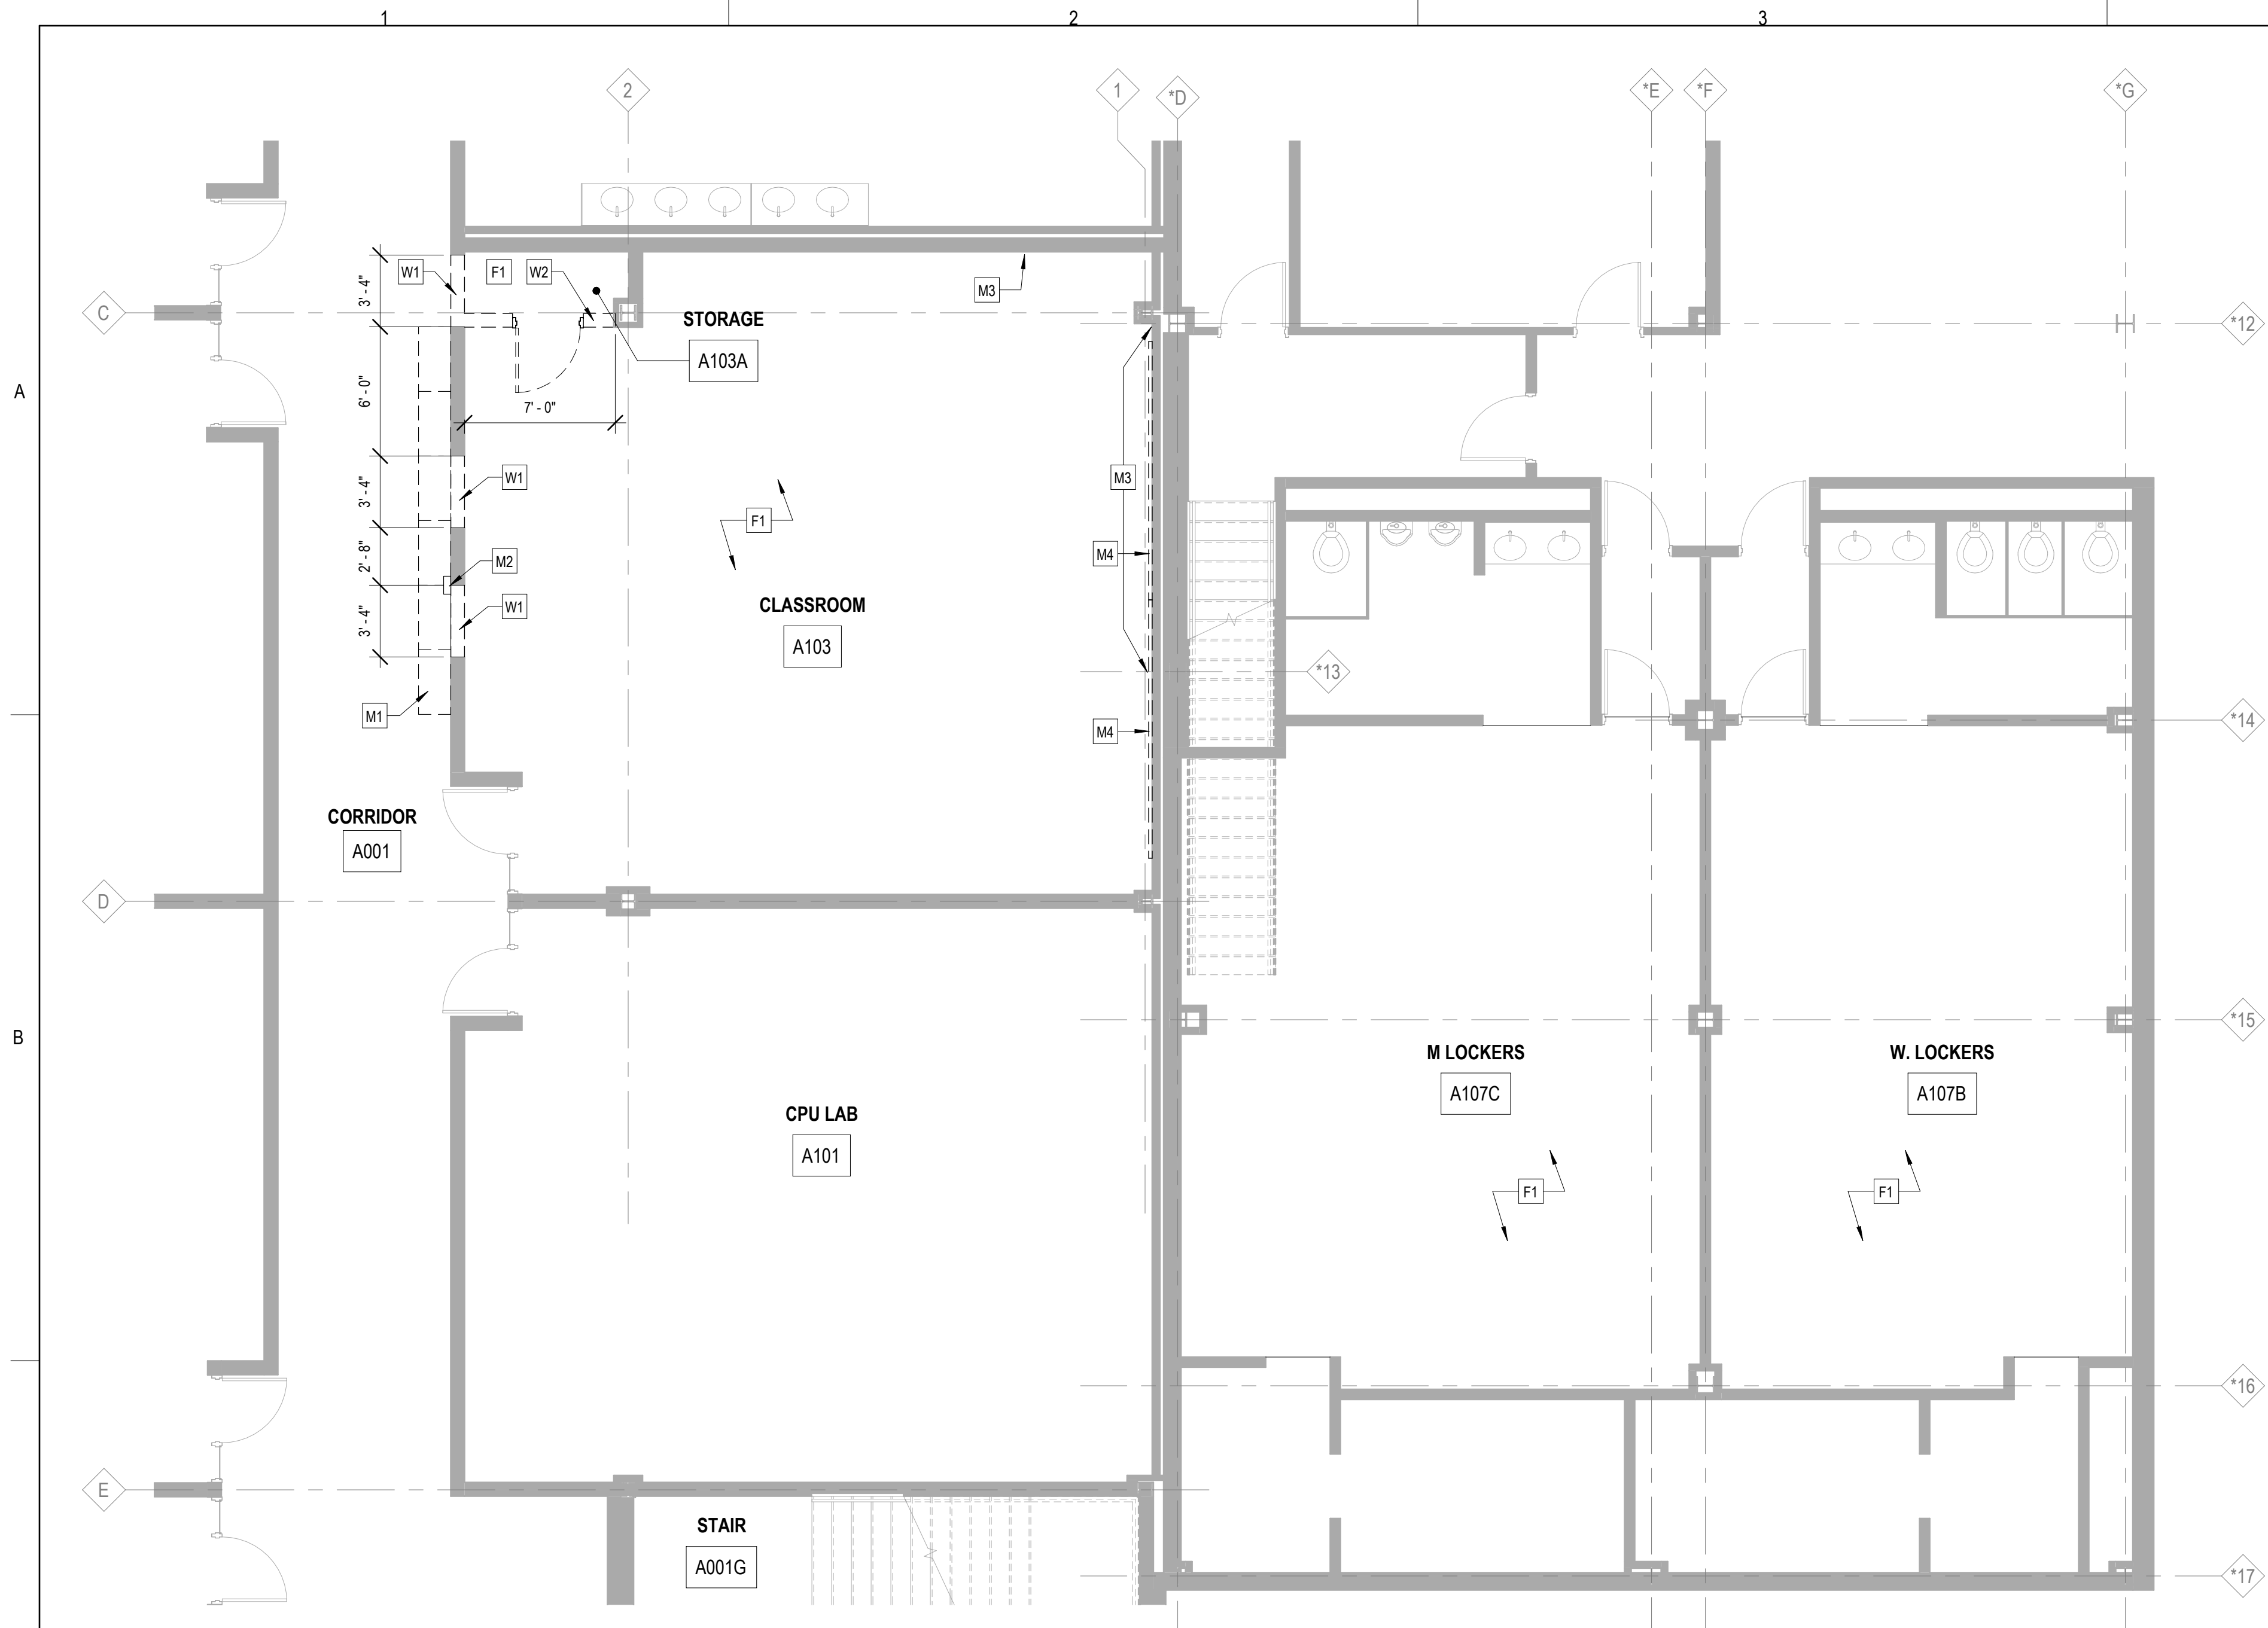 1
2
3
2
1
*D
*E
*F
*G
3' - 4"
W1
F1
W2
M3
C
STORAGE
*12
A103A
A
6' - 0"
7' - 0"
3' - 4"
W1
M3
F1
2' - 8"
M2
M4
CLASSROOM
3' - 4"
W1
A103
*13
M1
M4
*14
CORRIDOR
A001
D
*15
B
M LOCKERS
W. LOCKERS
A107C
A107B
CPU LAB
A101
F1
F1
*16
E
STAIR
A001G
*17